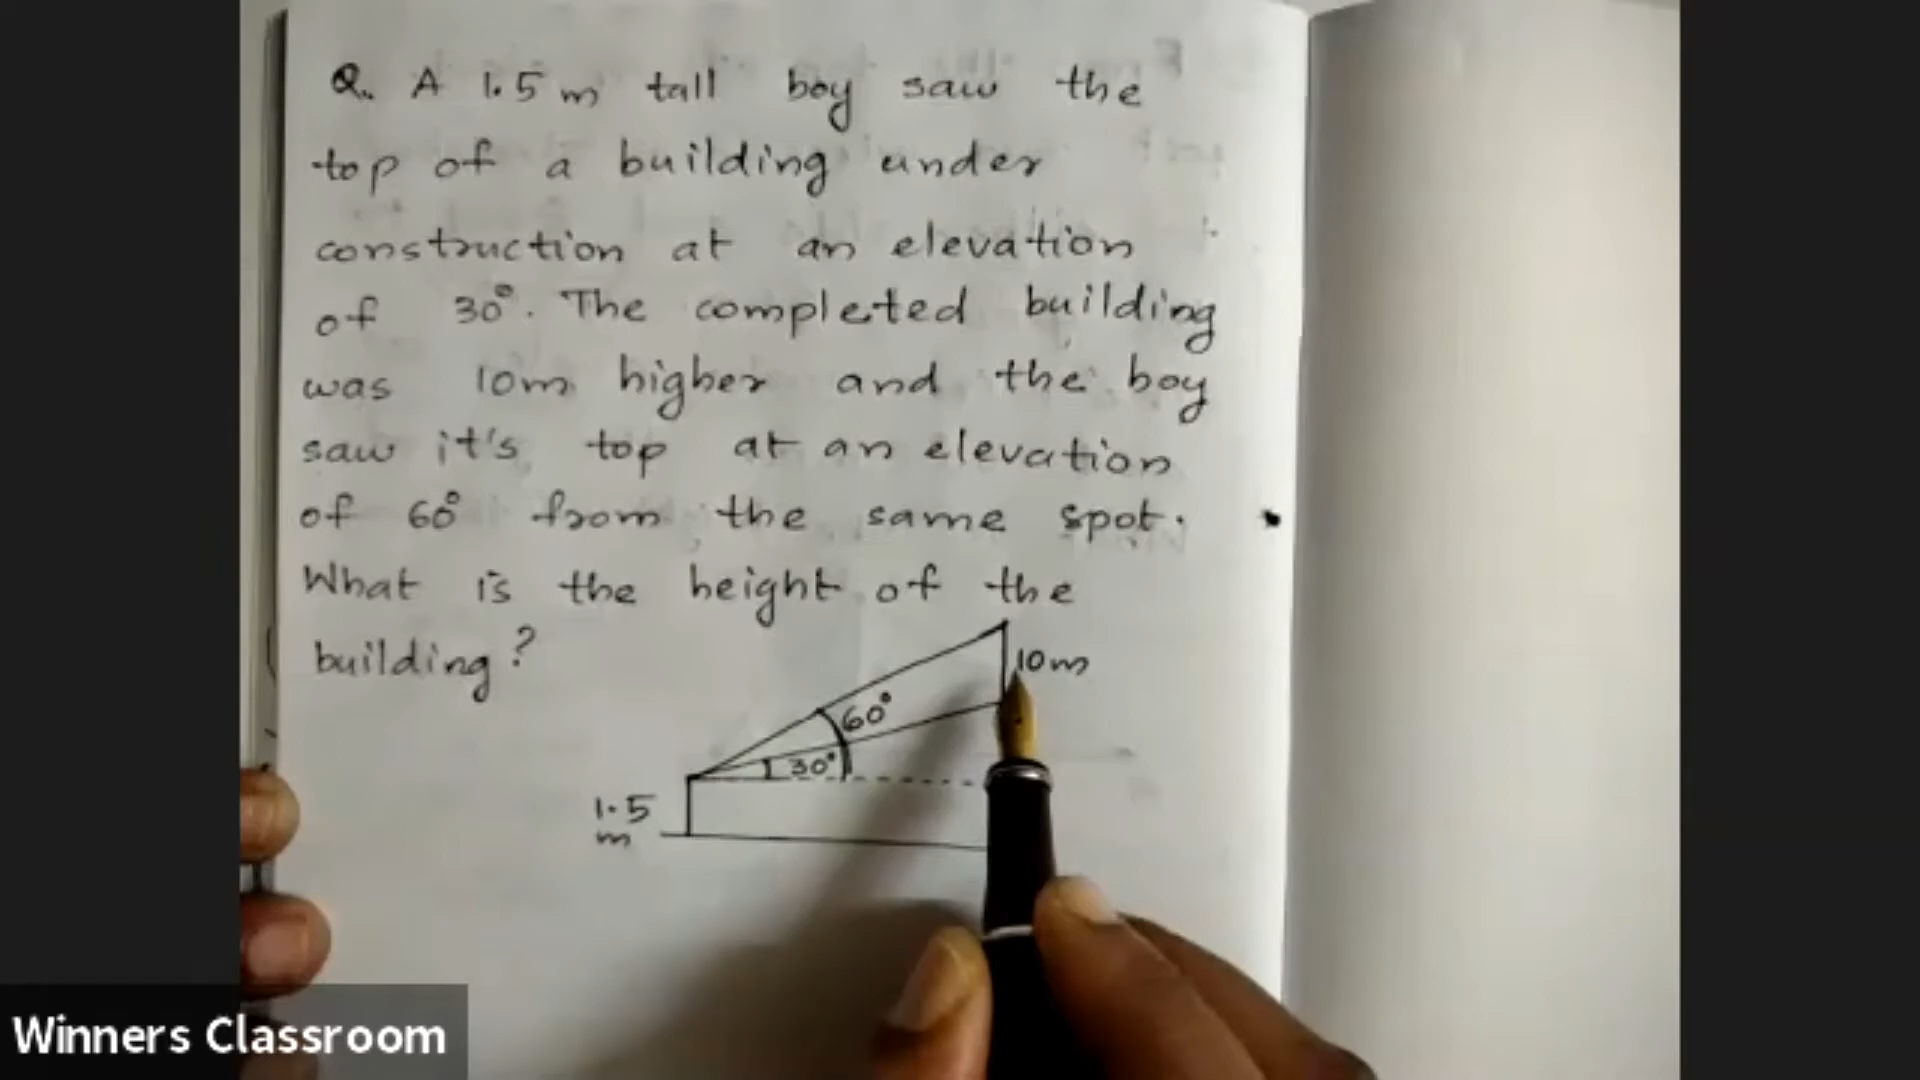 Q. A 1.5 m tall boy saw the
top of a building under
construction at an elevation
of 30°. The completed building
was 10m higher and the boy
saw it's top at an elevation
of 60° from the same spot.
What is the height of the
building?
10m
60°
30°
1.5
m
Winners Classroom